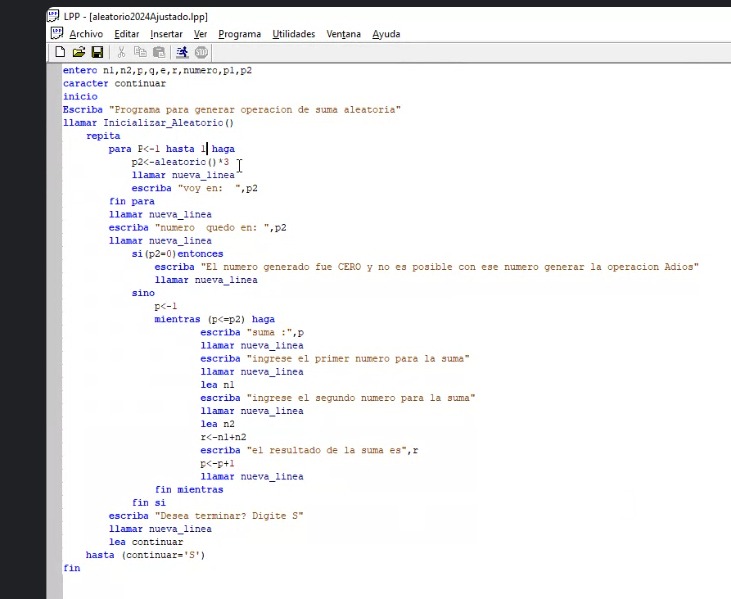 LPP - [aleatorio2024Ajustado.lpp]
Archivo Editar Insertar Ver Programa Utilidades Ventana Ayuda
entero n1,n2,p,q,e,r,numero,p1,p2
caracter continuar
inicio
Escriba "Programa para generar operacion de suma aleatoria"
llamar Inicializar_Aleatorio()
repita
para P<-1 hasta 1 haga
p2<-aleatorio()*3
llamar nueva_linea
escriba "voy en:  ",p2
fin para
llamar nueva_linea
escriba "numero  quedo en: ",p2
llamar nueva_linea
si(p2=0)entonces
escriba "El numero generado fue CERO y no es posible con ese numero generar la operacion Adios"
llamar nueva_linea
sino
p<-1
mientras (p<=p2) haga
escriba "suma :",p
llamar nueva_linea
escriba "ingrese el primer numero para la suma"
llamar nueva_linea
lea n1
escriba "ingrese el segundo numero para la suma"
llamar nueva_linea
lea n2
r<-n1+n2
escriba "el resultado de la suma es",r
p<-p+1
llamar nueva_linea
fin mientras
fin si
escriba "Desea terminar? Digite S"
llamar nueva_linea
lea continuar
hasta (continuar='S')
fin